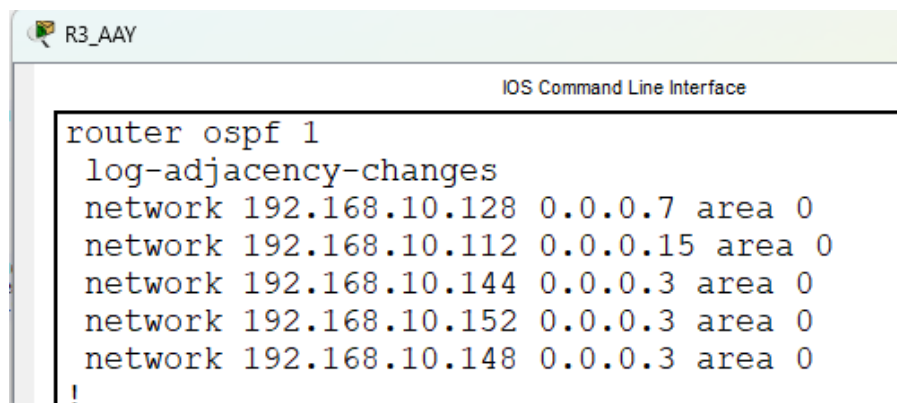 R3_AAY
IOS Command Line Interface
router ospf 1
log-adjacency-changes
network 192.168.10.128 0.0.0.7 area 0
network 192.168.10.112 0.0.0.15 area 0
network 192.168.10.144 0.0.0.3 area 0
network 192.168.10.152 0.0.0.3 area 0
network 192.168.10.148 0.0.0.3 area 0
!